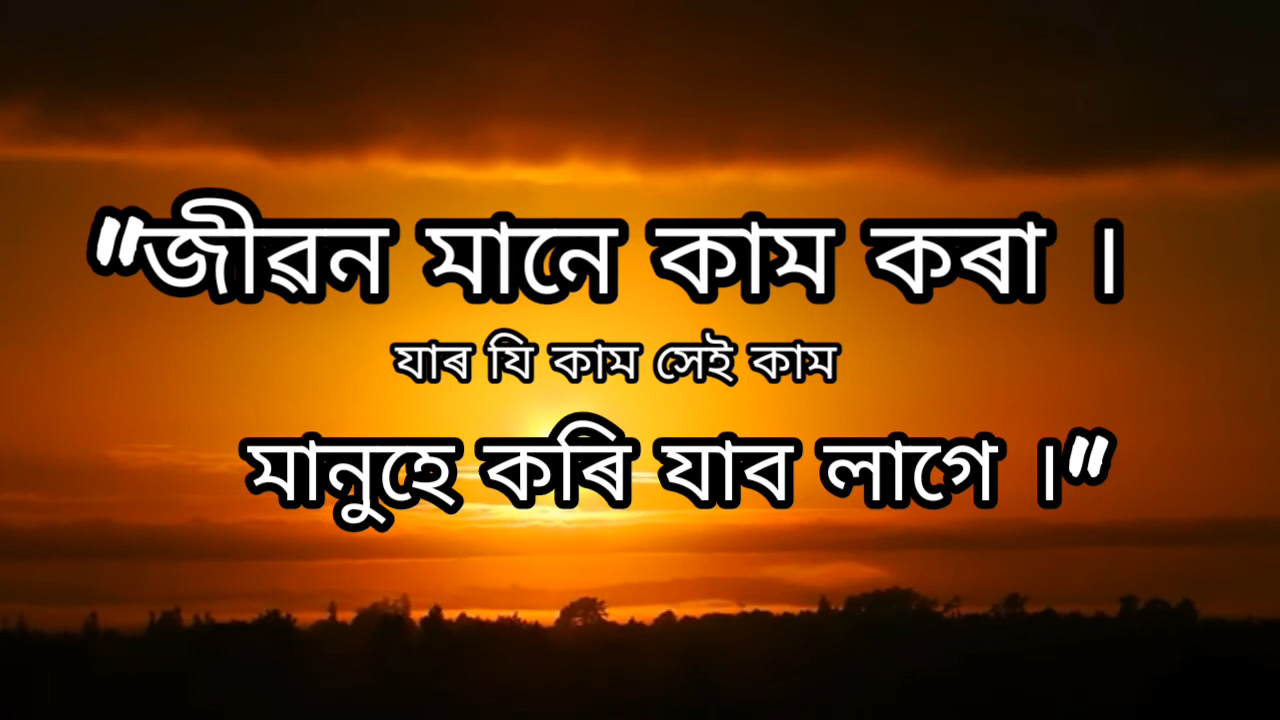 "জীৱন মানে কাম কৰা ।
যাৰ যি কাম সেই কাম
মানুহে কৰি যাব লাগে ।"